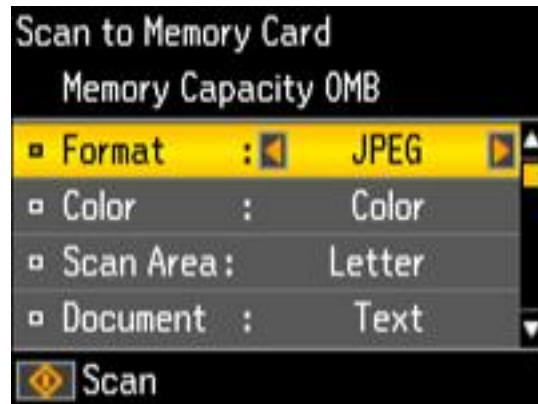 Scan to Memory Card
Memory Capacity 0MB
Format : JPEG
Color : Color
Scan Area: Letter
Document : Text
Scan